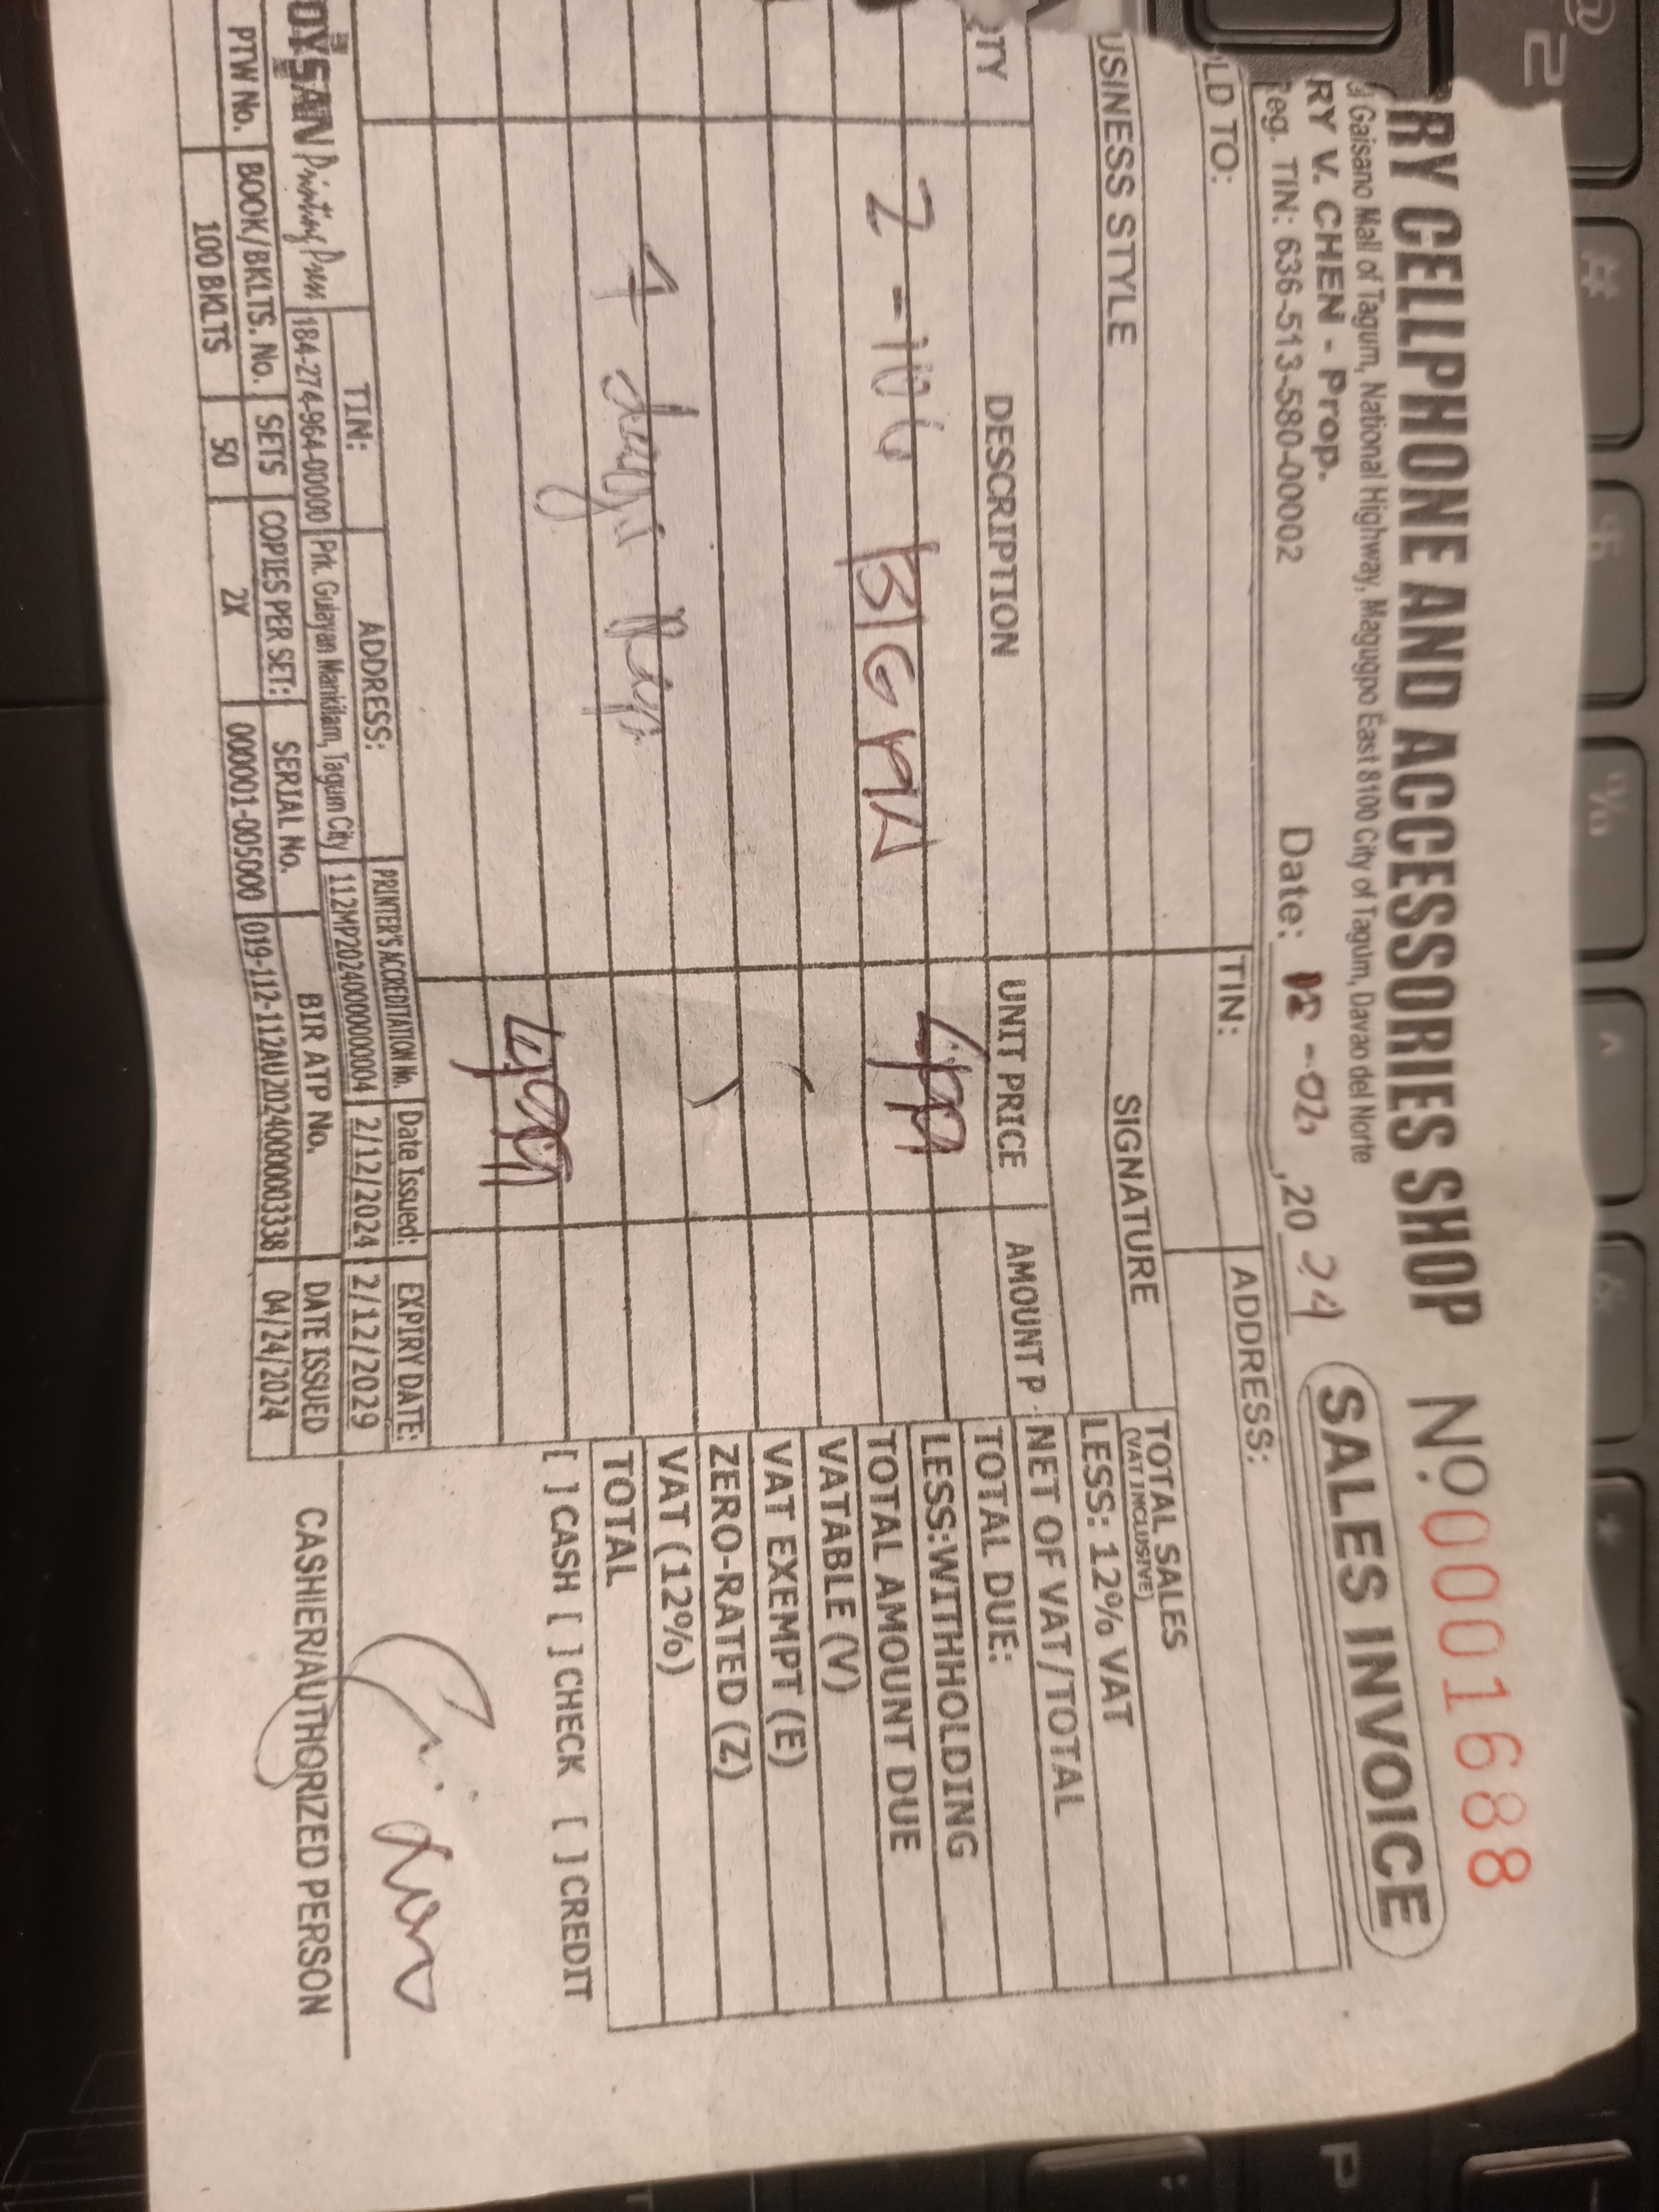 RY CELLPHONE AND ACCESSORIES SHOP
Gaisano Mall of Tagum, National Highway, Magugpo East 8100 City of Tagum, Davao del Norte
RY V. CHEN - Prop.
Reg. TIN: 636-513-580-00002
Date: 12-02, 2024
Nº 0001688
SALES INVOICE
LD TO:
TIN:
ADDRESS:
USINESS STYLE
SIGNATURE
TOTAL SALES
(VAT INCLUSIVE)
LESS: 12% VAT
NET OF VAT/TOTAL
TOTAL DUE:
LESS:WITHHOLDING
TOTAL AMOUNT DUE
VATABLE (V)
VAT EXEMPT (E)
ZERO-RATED (Z)
VAT (12%)
TOTAL
[ ] CASH [ ] CHECK [ ] CREDIT
QTY DESCRIPTION UNIT PRICE AMOUNT P
BIG 499
7 days Rep
499
CASHIER/AUTHORIZED PERSON
OYSAN Printing Press
TIN:
184-274-964-00000
ADDRESS:
Prk. Gulayan Mankilam, Tagum City
PRINTER'S ACCREDITATION No.
112MP20240000000004
Date Issued:
2/12/2024
EXPIRY DATE:
2/12/2029
PTW No.
BOOK/BKLTS. No.
100 BKLTS
SETS
50
COPIES PER SET:
2X
SERIAL No.
000001-005000
BIR ATP No.
019-112-112AU20240000003338
DATE ISSUED
04/24/2024
@
2
#
$
%
^
&
*
P